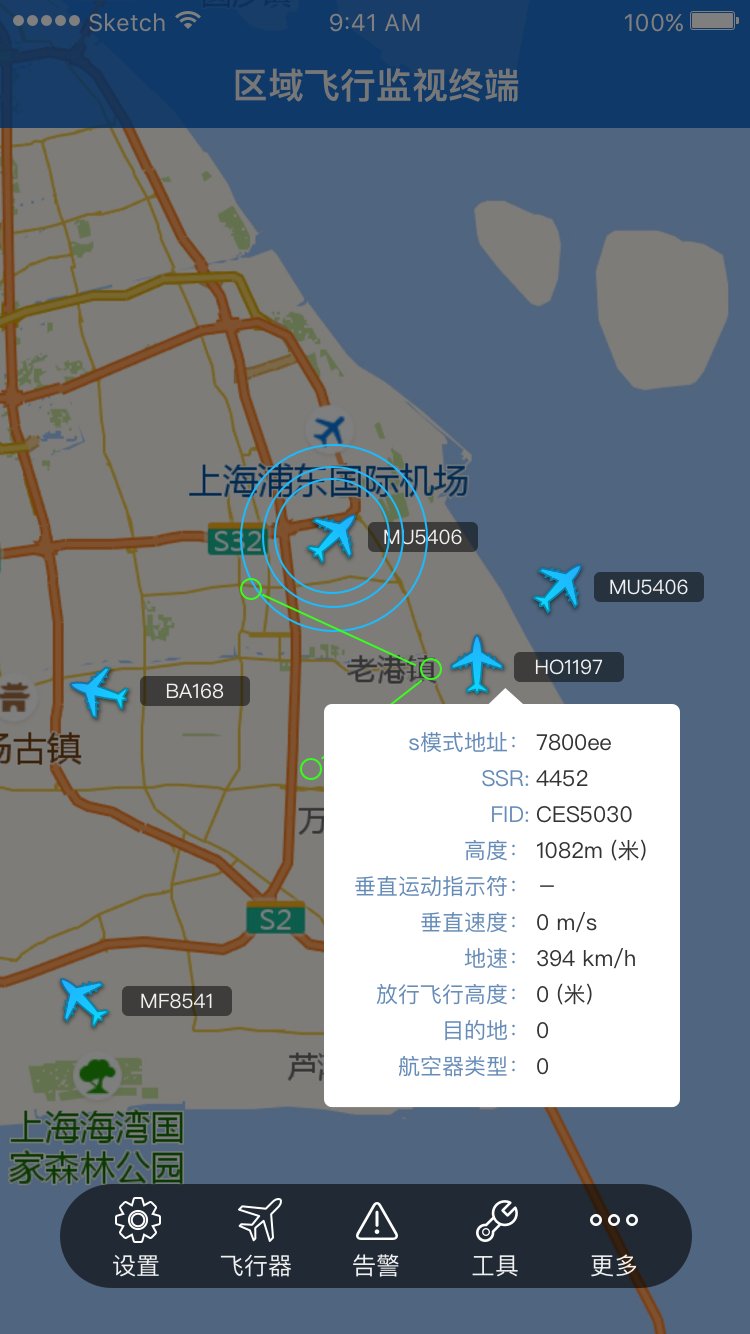 Sketch 9:41 AM 100%
区域飞行监视终端
上海浦东国际机场
S32
MU5406
MU5406
老港镇
HO1197
BA168
场古镇
s模式地址： 7800ee
SSR: 4452
FID: CES5030
万
高度： 1082m (米)
垂直运动指示符： —
S2
垂直速度： 0 m/s
地速： 394 km/h
放行飞行高度： 0 (米)
MF8541
目的地： 0
航空器类型： 0
芦
上海海湾国
家森林公园
设置 飞行器 告警 工具 更多